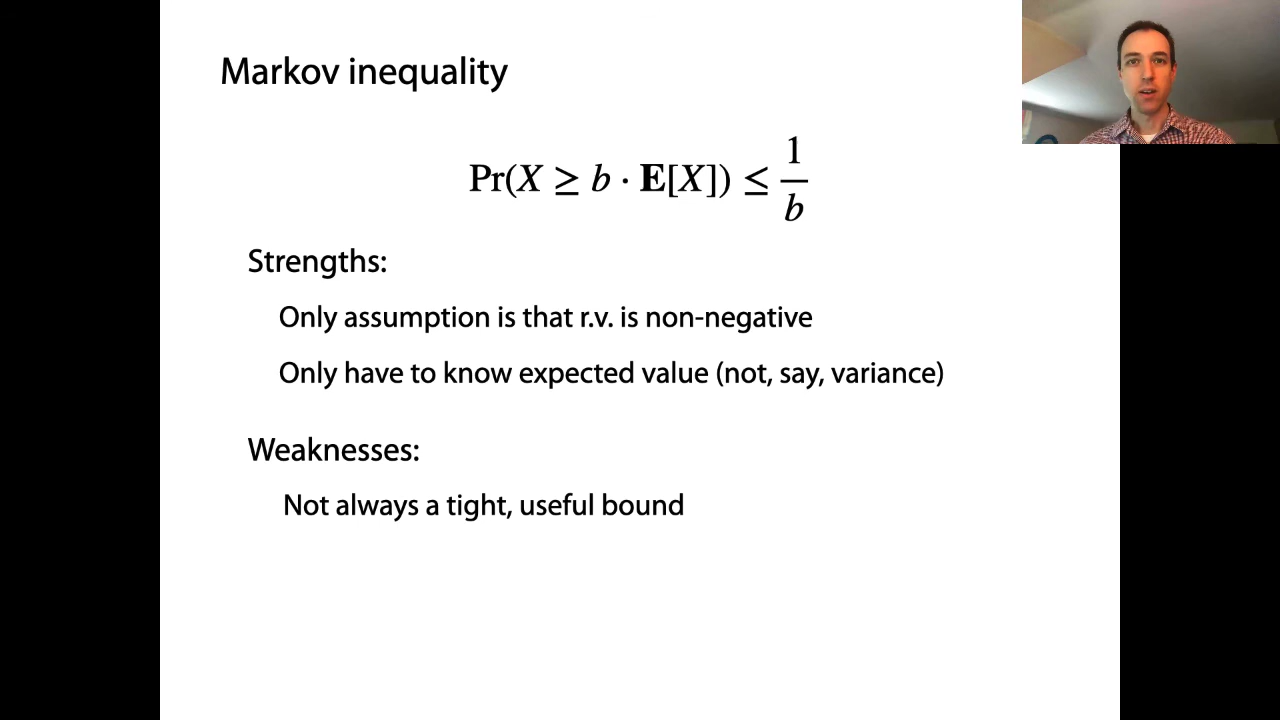 Markov inequality
Pr(X ≥ b · E[X]) ≤ 1/b
Strengths:
Only assumption is that r.v. is non-negative
Only have to know expected value (not, say, variance)
Weaknesses:
Not always a tight, useful bound